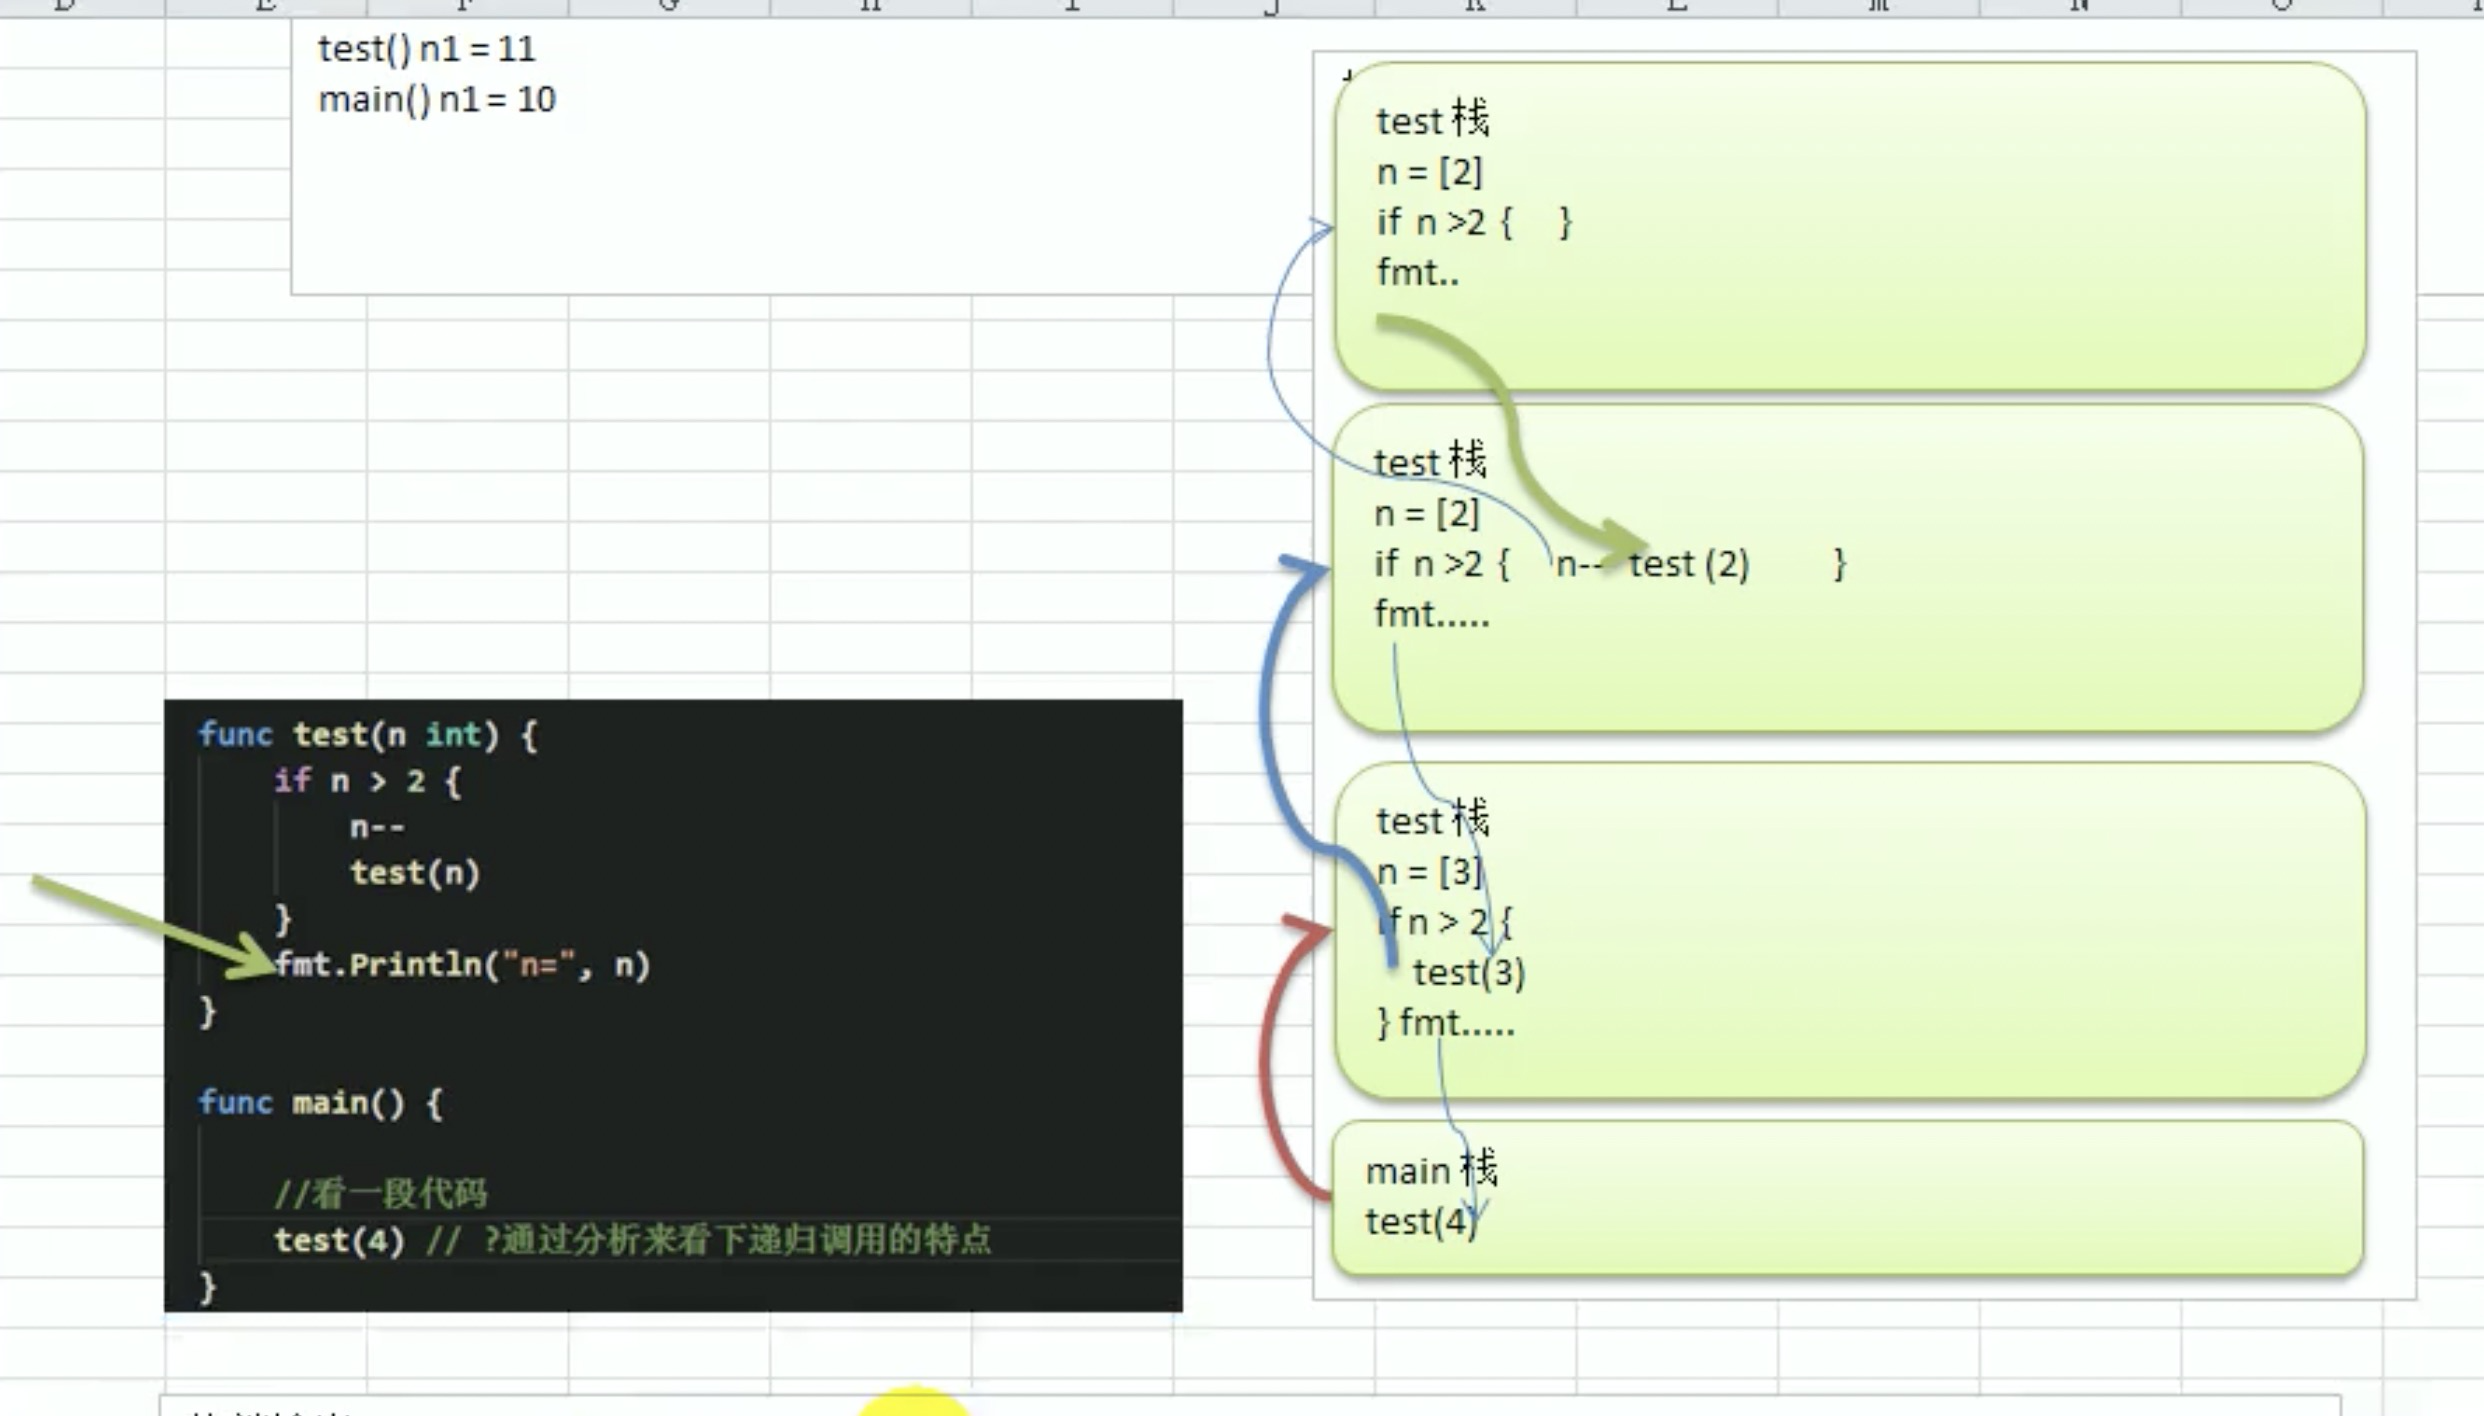 D E F G H I J K L M N O
test() n1 = 11
main() n1 = 10
test 栈
n = [2]
if n >2 { }
fmt..
test 栈
n = [2]
if n >2 { n-- test (2) }
fmt.....
test 栈
n = [3]
if n > 2 {
test(3)
} fmt.....
main 栈
test(4)
func test(n int) {
if n > 2 {
n--
test(n)
}
fmt.Println("n=", n)
}
func main() {
//看一段代码
test(4) // ?通过分析来看下递归调用的特点
}